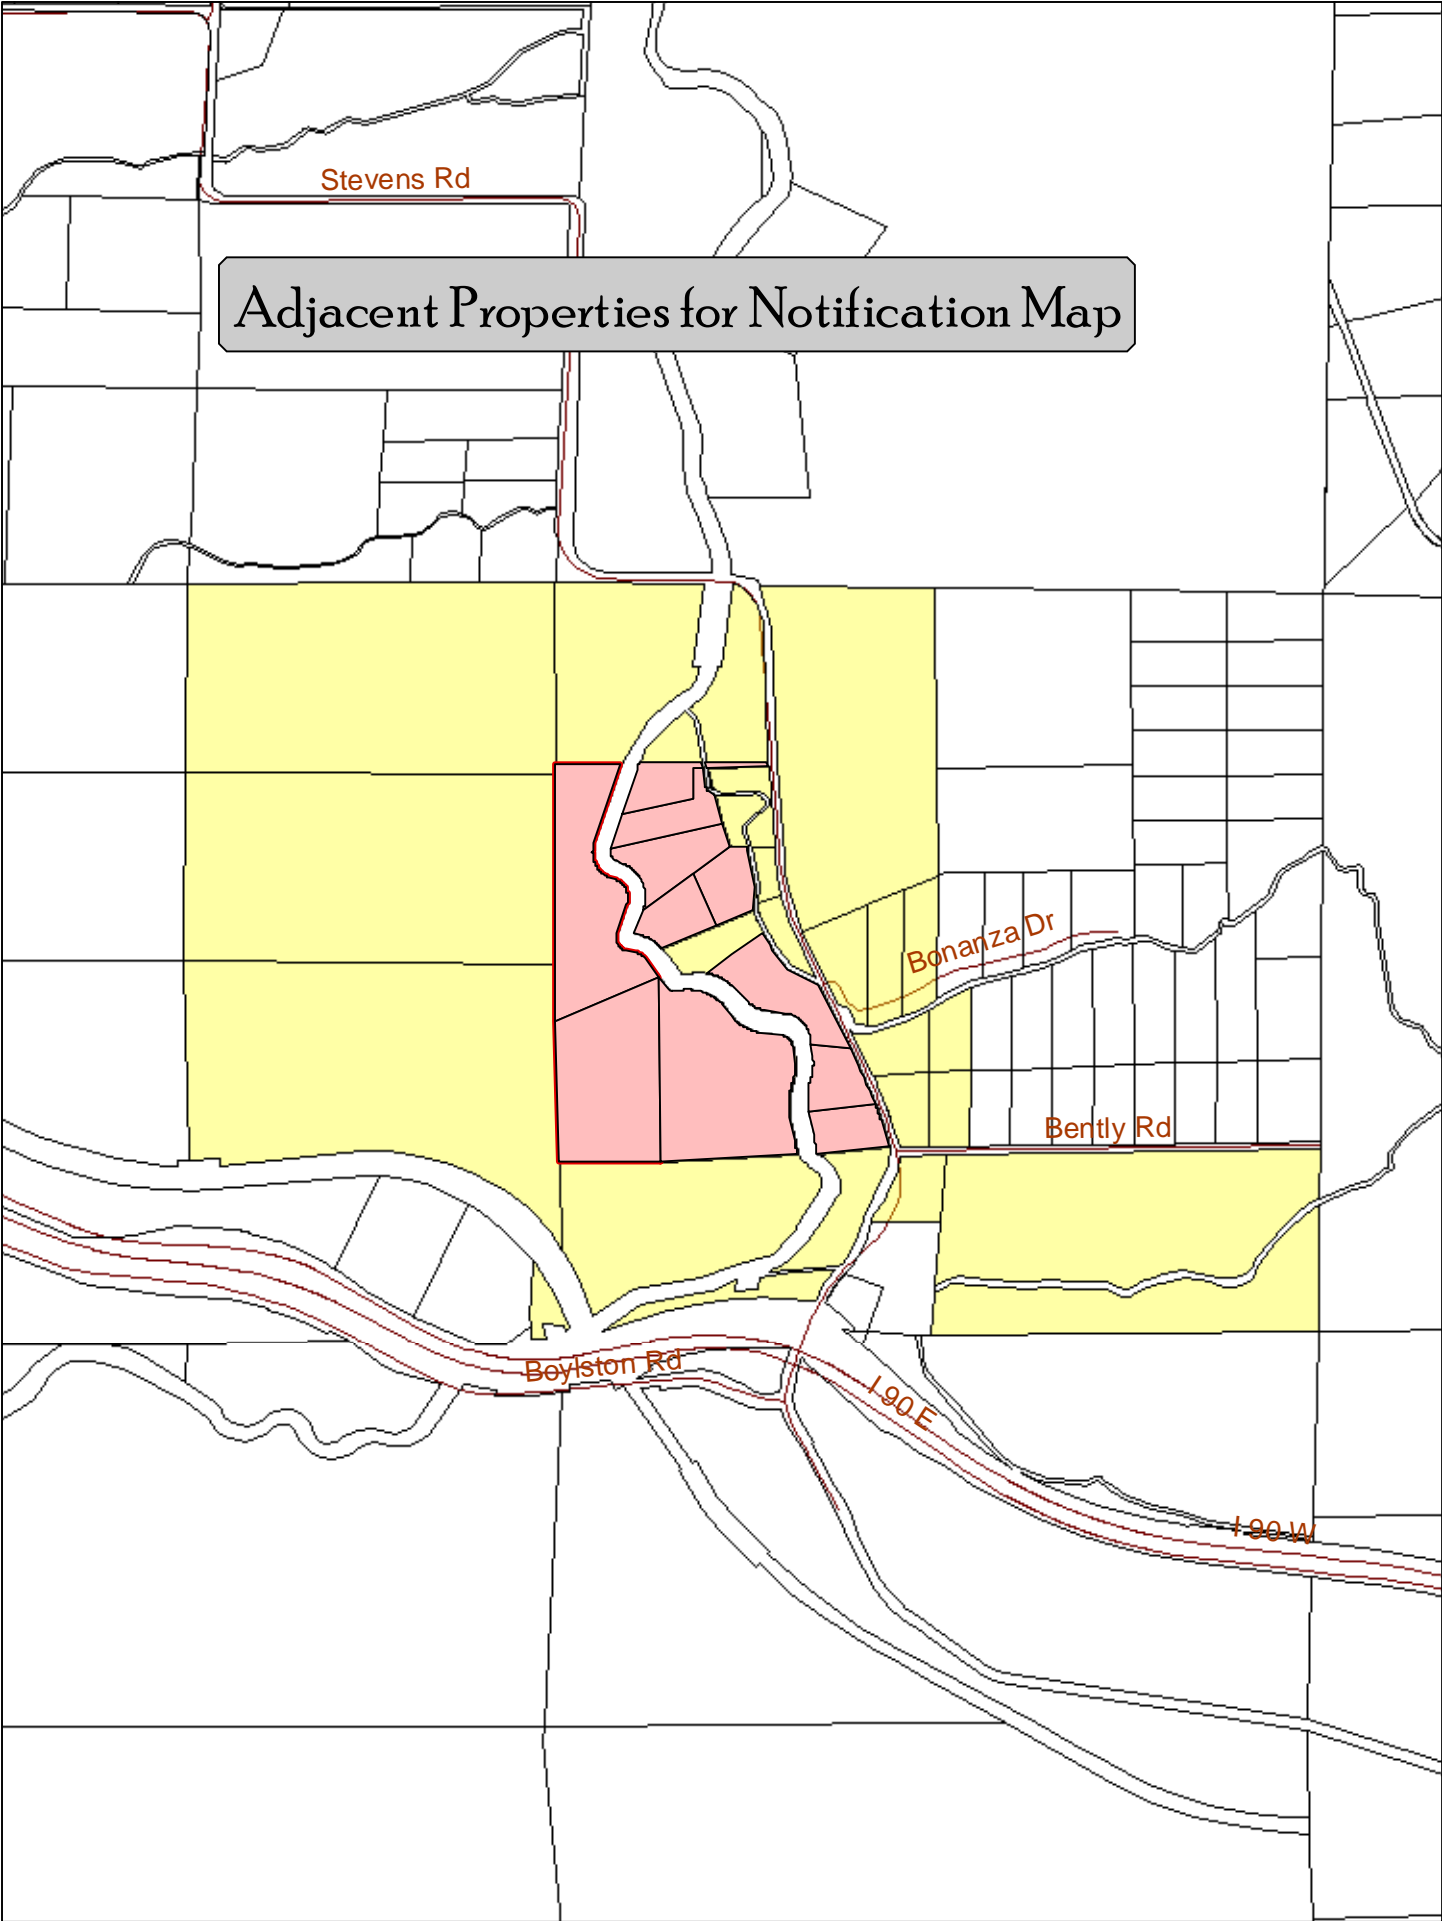 Stevens Rd
Adjacent Properties for Notification Map
Bonanza Dr
Bently Rd
Boylston Rd
I 90 E
I 90 W